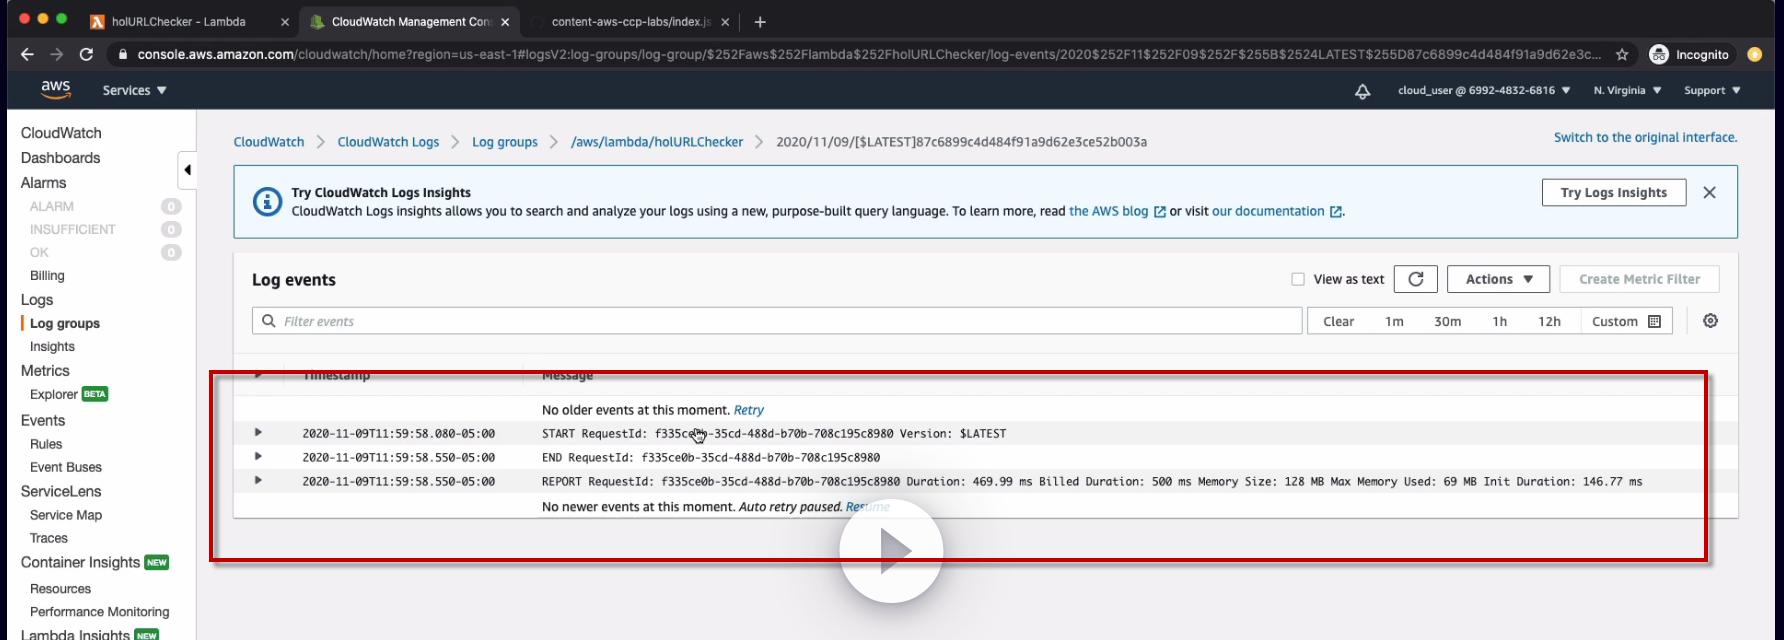 holURLChecker - Lambda
CloudWatch Management Con
content-aws-ccp-labs/index.js
console.aws.amazon.com/cloudwatch/home?region=us-east-1#logsV2:log-groups/log-group/$252Faws$252Flambda$252FholURLChecker/log-events/2020$252F11$252F09$252F$255B$2524LATEST$255D87c6899c4d484f91a9d62e3c...
Incognito
aws
Services
cloud_user @ 6992-4832-6816
N. Virginia
Support
CloudWatch
Dashboards
Alarms
ALARM 0
INSUFFICIENT 0
OK 0
Billing
Logs
Log groups
Insights
Metrics
Explorer BETA
Events
Rules
Event Buses
ServiceLens
Service Map
Traces
Container Insights NEW
Resources
Performance Monitoring
Lambda Insights NEW
CloudWatch > CloudWatch Logs > Log groups > /aws/lambda/holURLChecker > 2020/11/09/[$LATEST]87c6899c4d484f91a9d62e3ce52b003a
Switch to the original interface.
Try CloudWatch Logs Insights
CloudWatch Logs insights allows you to search and analyze your logs using a new, purpose-built query language. To learn more, read the AWS blog or visit our documentation.
Try Logs Insights
Log events
View as text
Actions
Create Metric Filter
Filter events
Clear 1m 30m 1h 12h Custom
Timestamp Message
No older events at this moment. Retry
2020-11-09T11:59:58.080-05:00 START RequestId: f335ce0b-35cd-488d-b70b-708c195c8980 Version: $LATEST
2020-11-09T11:59:58.550-05:00 END RequestId: f335ce0b-35cd-488d-b70b-708c195c8980
2020-11-09T11:59:58.550-05:00 REPORT RequestId: f335ce0b-35cd-488d-b70b-708c195c8980 Duration: 469.99 ms Billed Duration: 500 ms Memory Size: 128 MB Max Memory Used: 69 MB Init Duration: 146.77 ms
No newer events at this moment. Auto retry paused. Resume